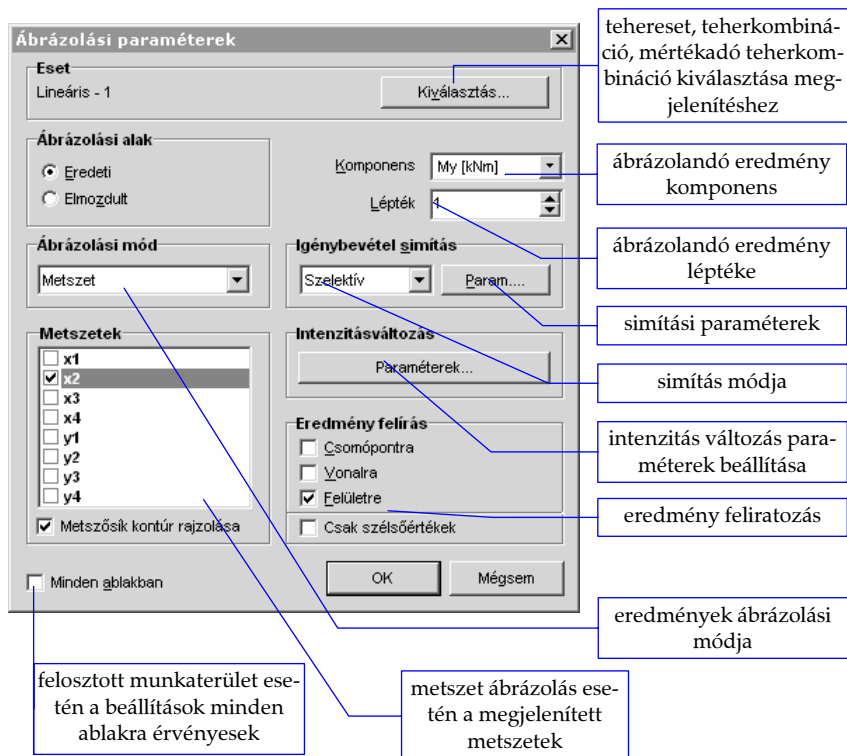 Ábrázolási paraméterek
Eset
Lineáris - 1
Kiválasztás...
Ábrázolási alak
Eredeti
Elmozdult
Komponens
My [kNm]
Lépték
1
Ábrázolási mód
Metszet
Igénybevétel simítás
Szelektív
Param....
Metszetek
x1
x2
x3
x4
y1
y2
y3
y4
Metszősík kontúr rajzolása
Intenzitásváltozás
Paraméterek...
Eredmény felírás
Csomópontra
Vonalra
Felületre
Csak szélsőértékek
Minden ablakban
OK
Mégsem
tehereset, teherkombiná-
ció, mértékadó teherkom-
bináció kiválasztása meg-
jelenítéshez
ábrázolandó eredmény
komponens
ábrázolandó eredmény
léptéke
simítási paraméterek
simítás módja
intenzitás változás para-
méterek beállítása
eredmény feliratozás
eredmények ábrázolási
módja
felosztott munkaterület ese-
tén a beállítások minden
ablakra érvényesek
metszet ábrázolás ese-
tén a megjelenített
metszetek